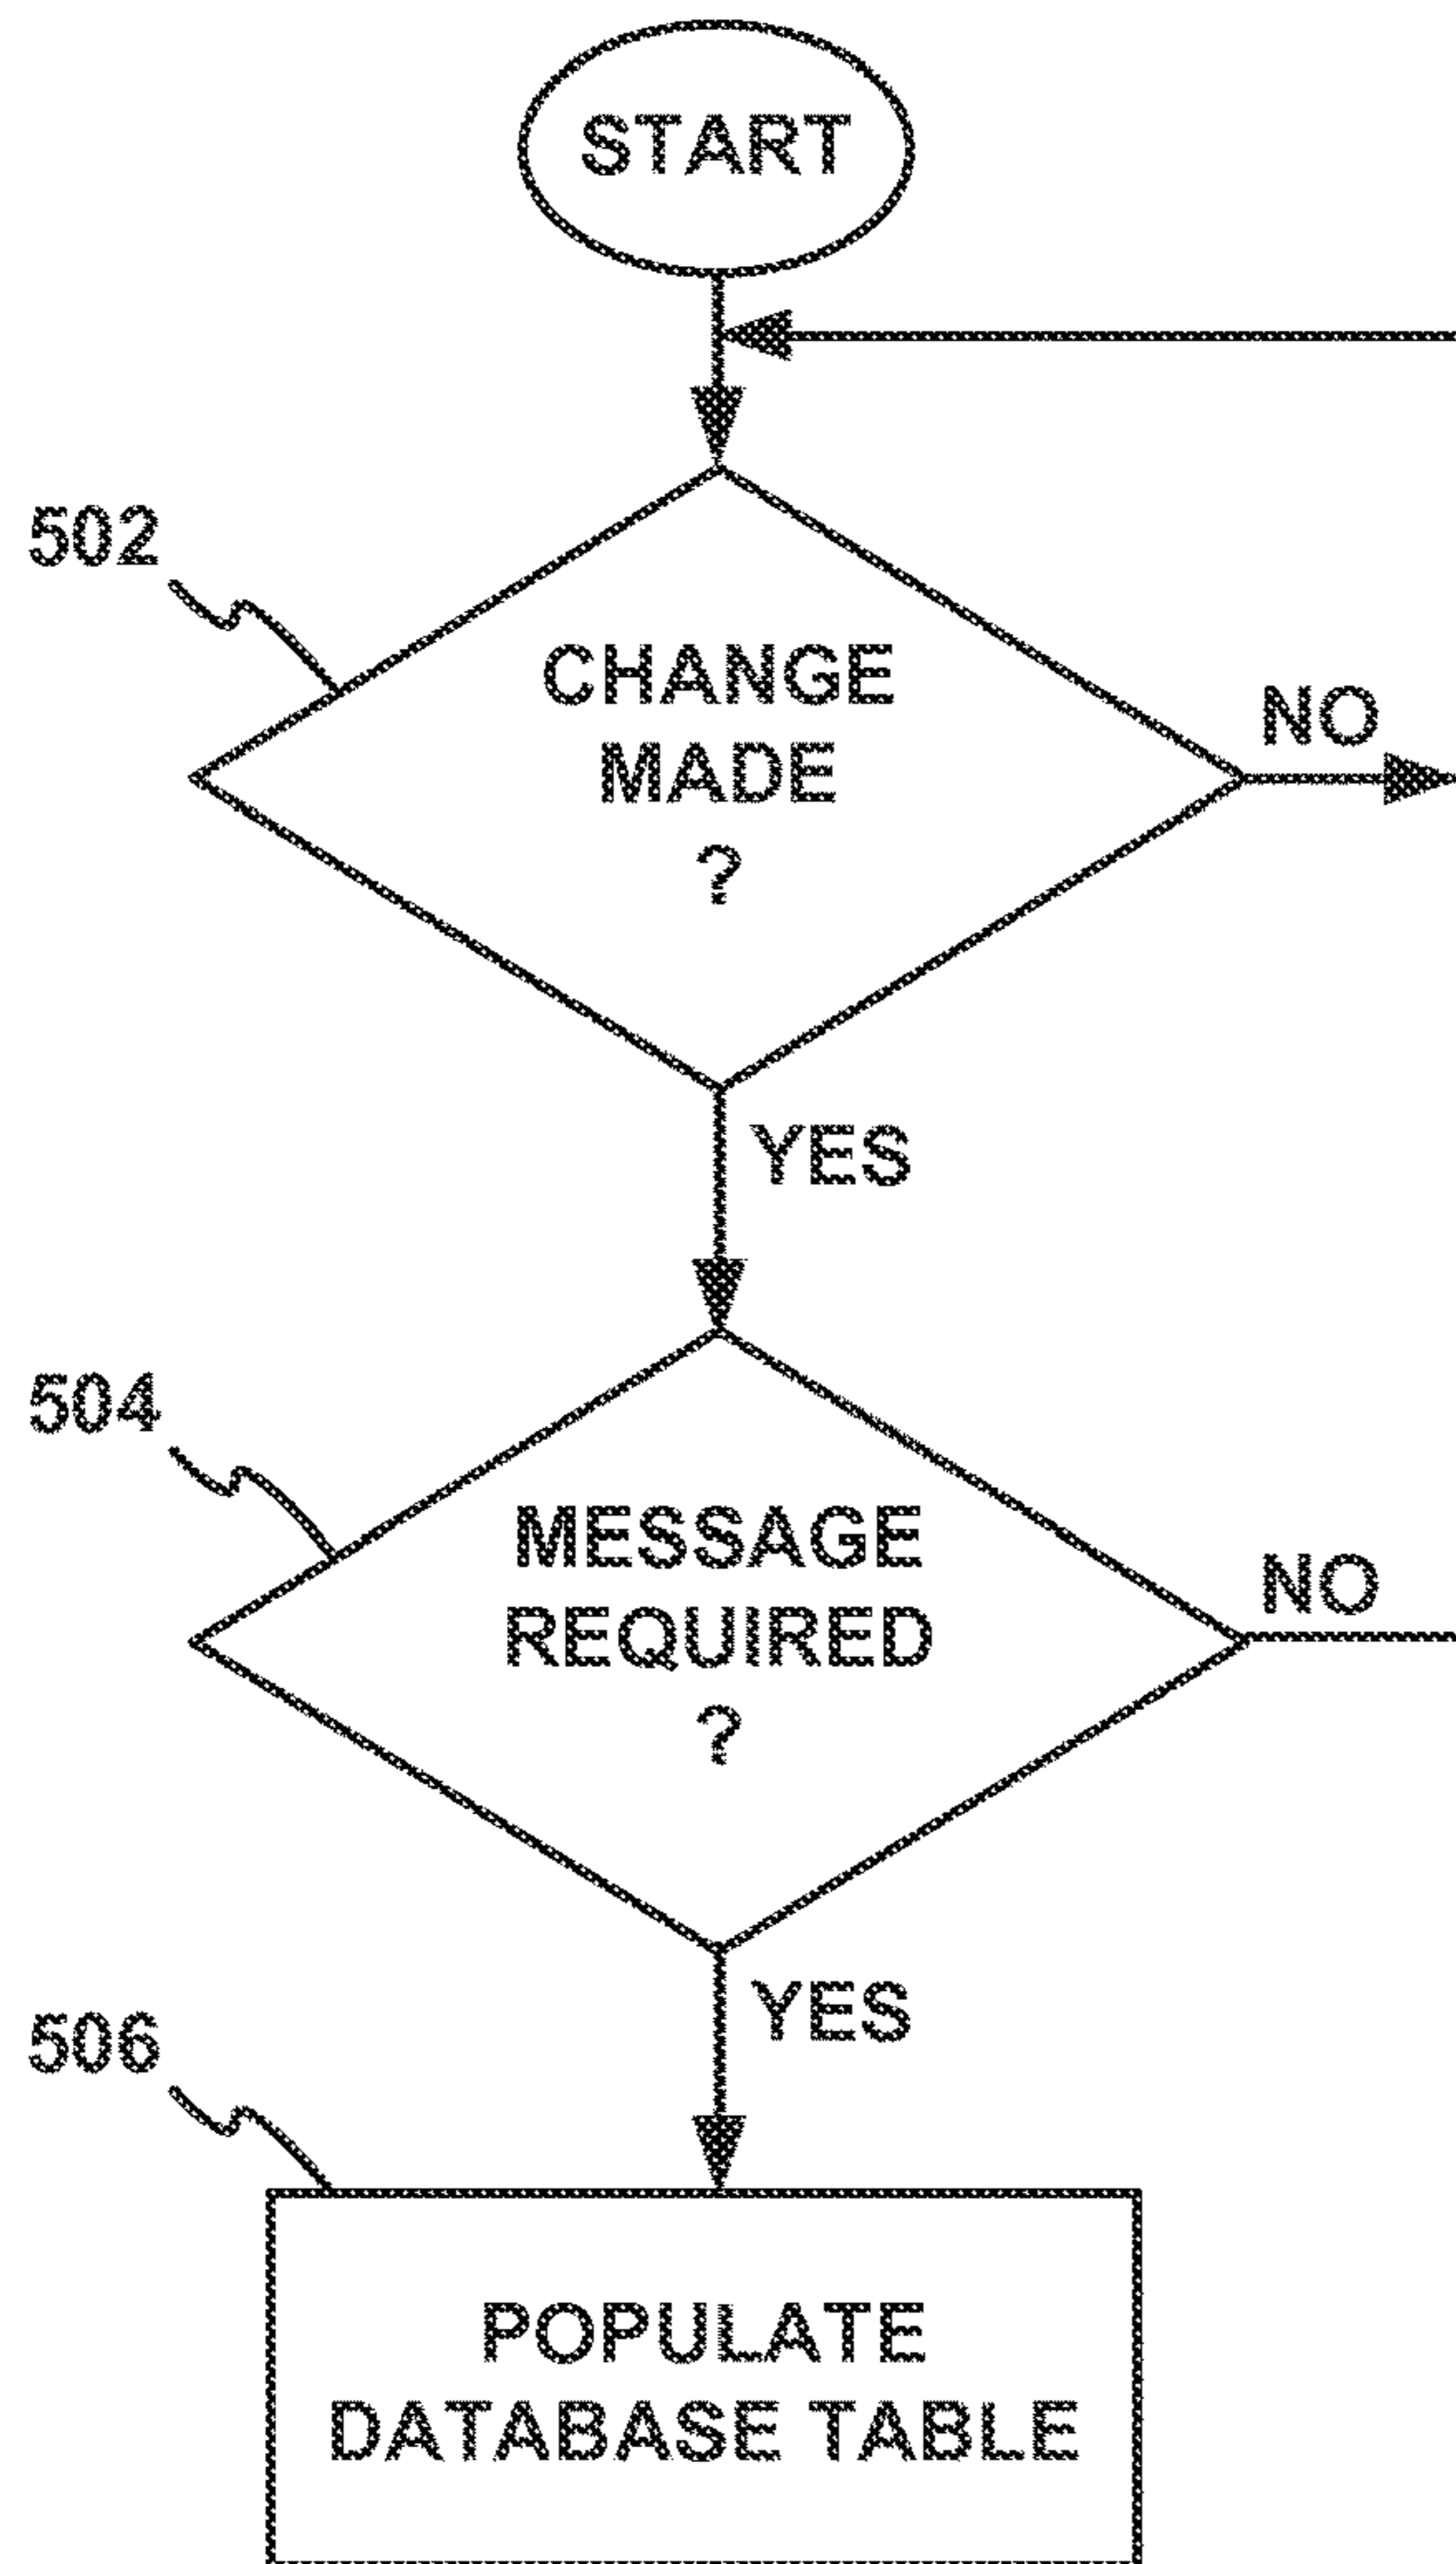 START
502
CHANGE
MADE
?
NO
YES
504
MESSAGE
REQUIRED
?
NO
YES
506
POPULATE
DATABASE TABLE